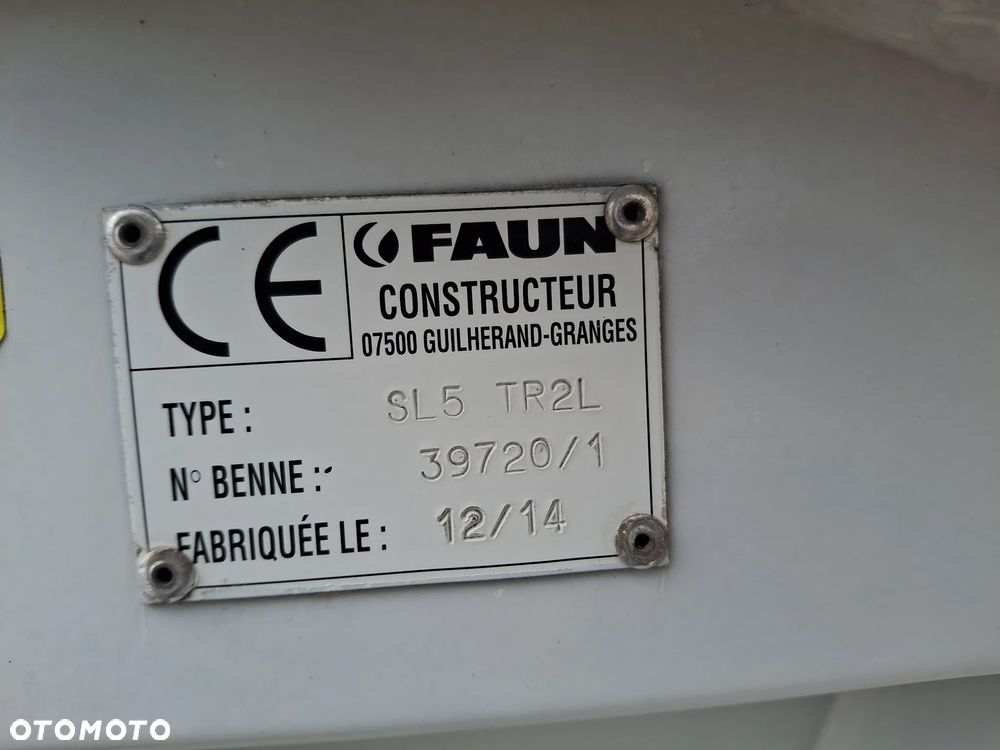 CE
FAUN
CONSTRUCTEUR
07500 GUILHERAND-GRANGES
TYPE : SL5 TR2L
N° BENNE : 39720/1
FABRIQUÉE LE : 12/14
OTOMOTO